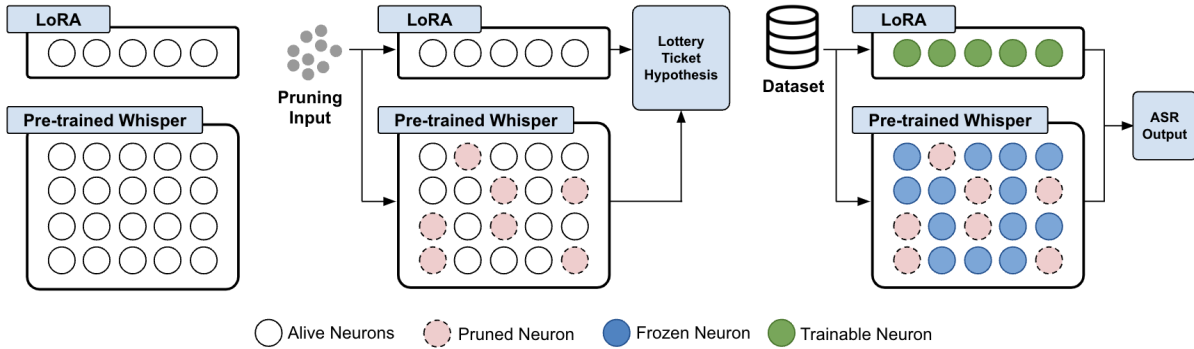 LoRA
Pre-trained Whisper
Pruning
Input
LoRA
Pre-trained Whisper
Lottery
Ticket
Hypothesis
Dataset
LoRA
Pre-trained Whisper
ASR
Output
Alive Neurons
Pruned Neuron
Frozen Neuron
Trainable Neuron